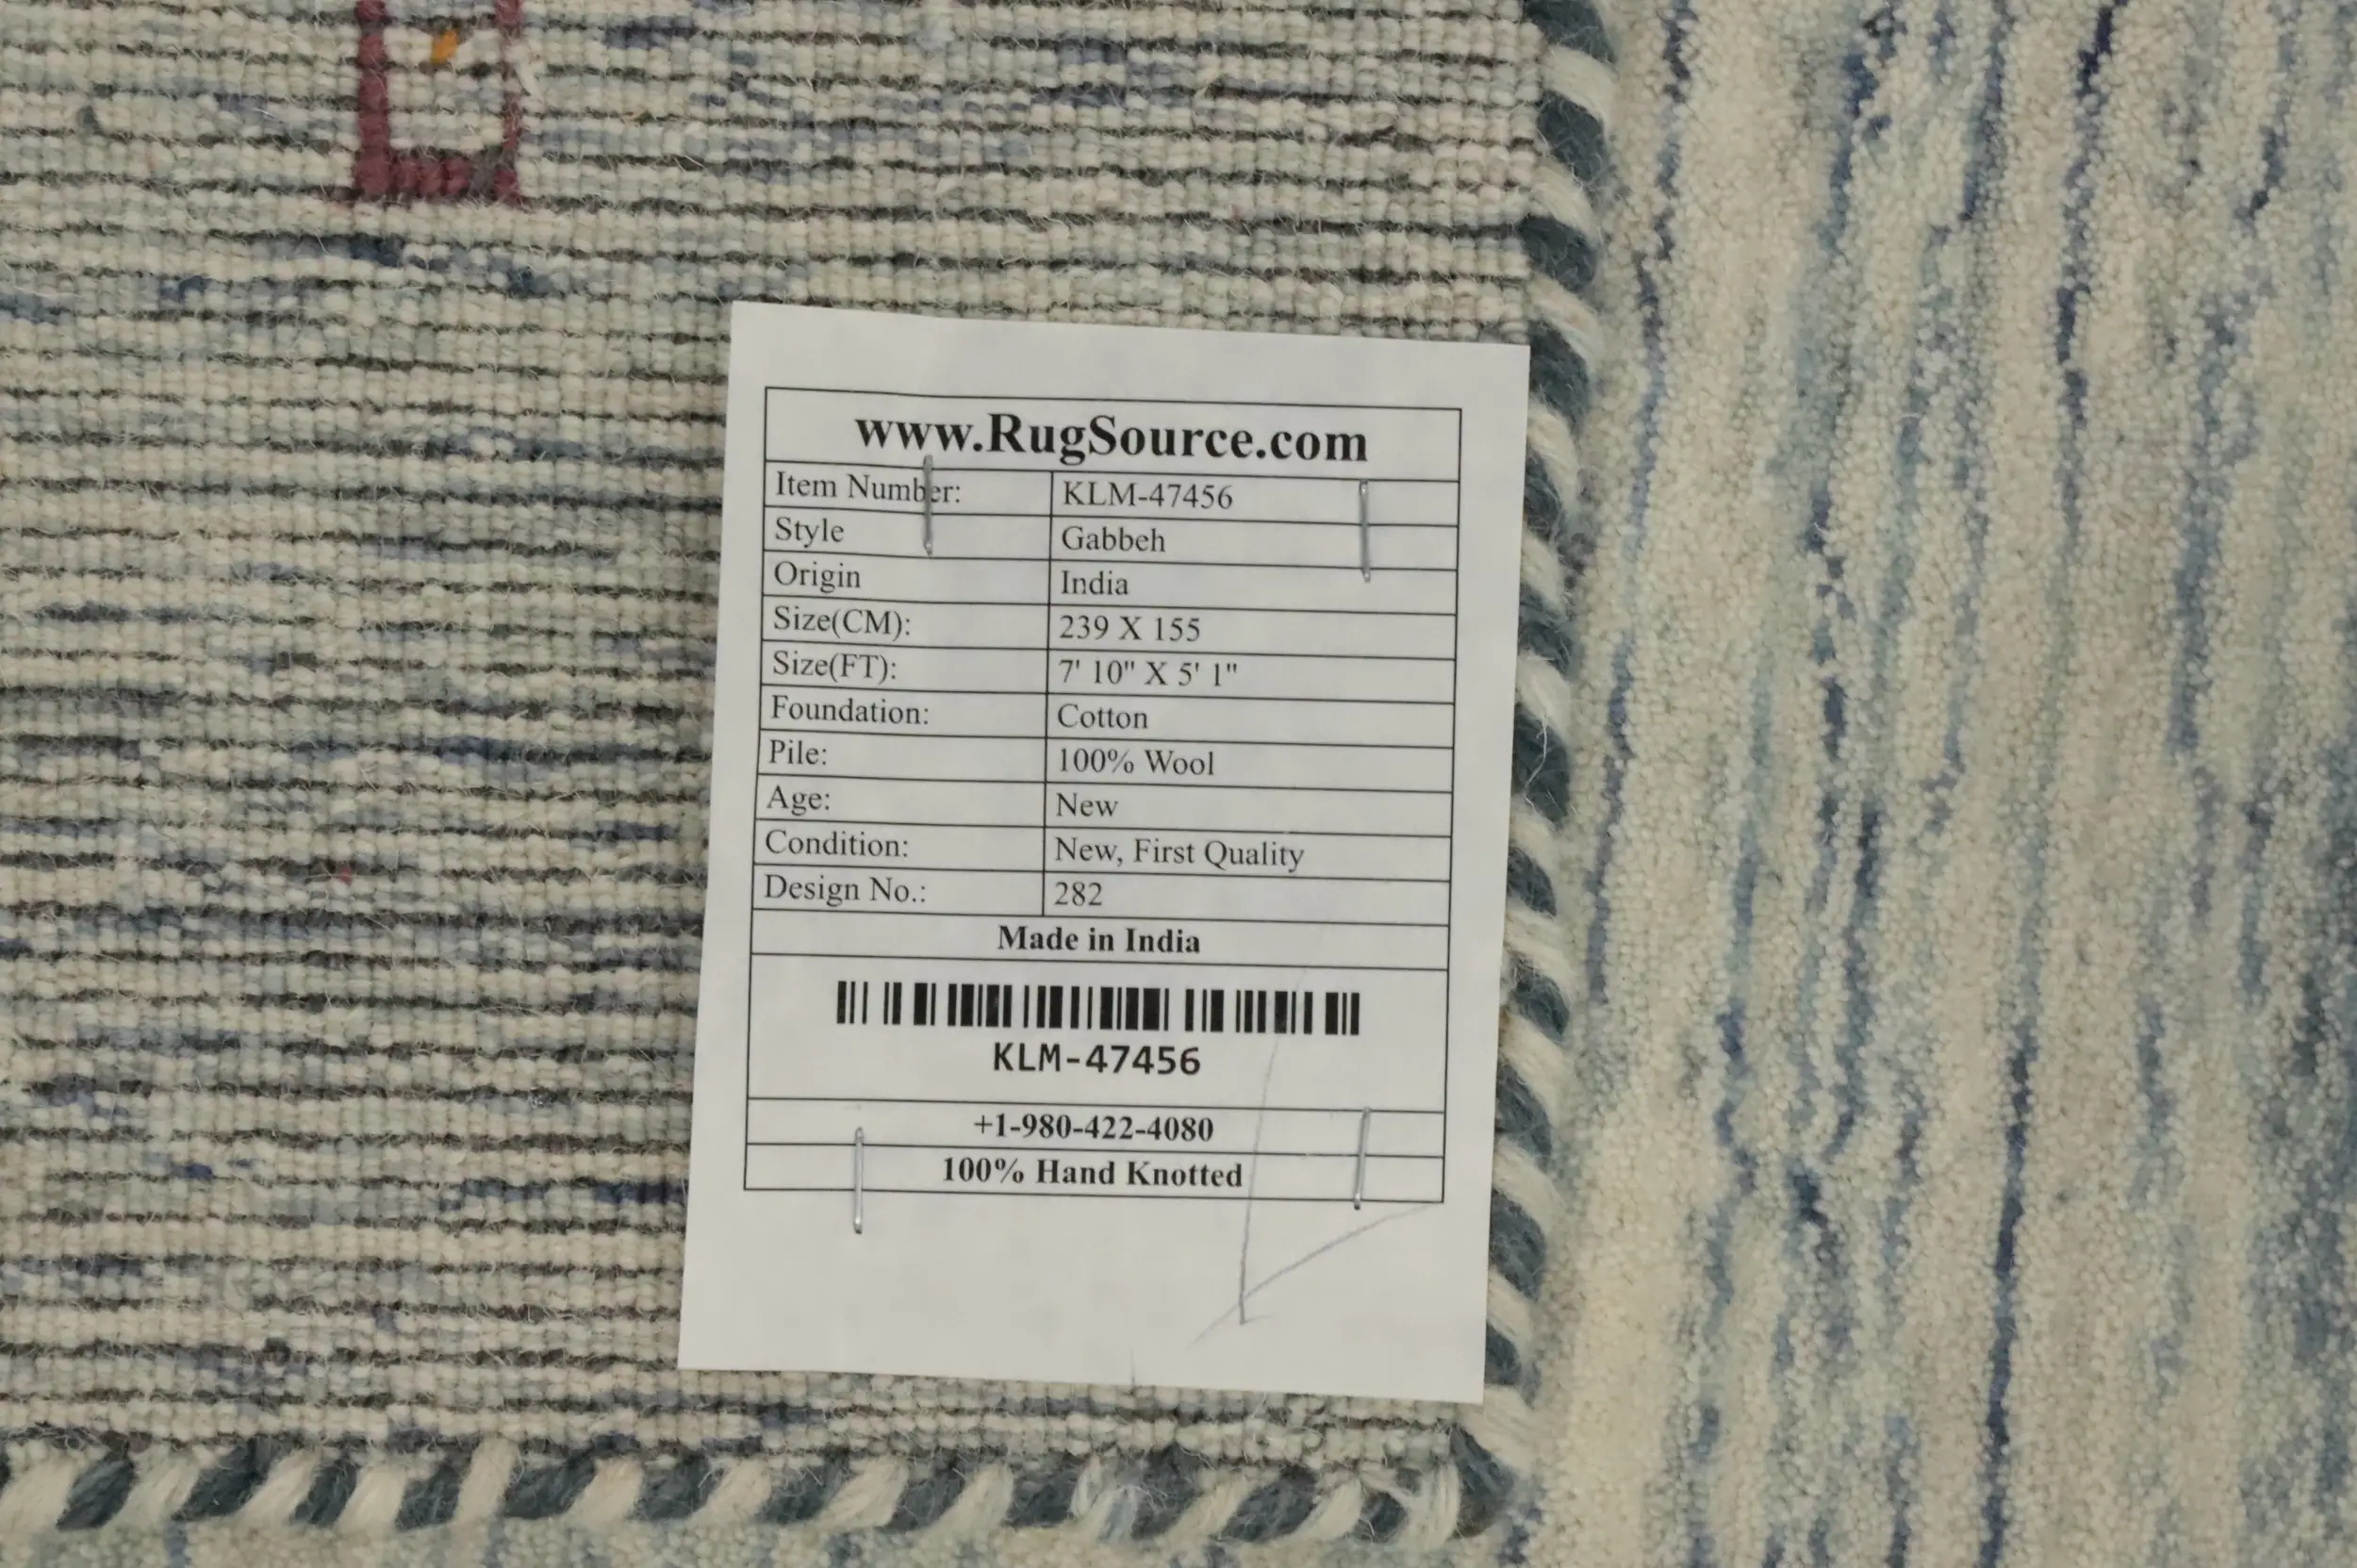 www.RugSource.com
Item Number: KLM-47456
Style Gabbeh
Origin India
Size(CM): 239 X 155
Size(FT): 7' 10" X 5' 1"
Foundation: Cotton
Pile: 100% Wool
Age: New
Condition: New, First Quality
Design No.: 282
Made in India
KLM-47456
+1-980-422-4080
100% Hand Knotted